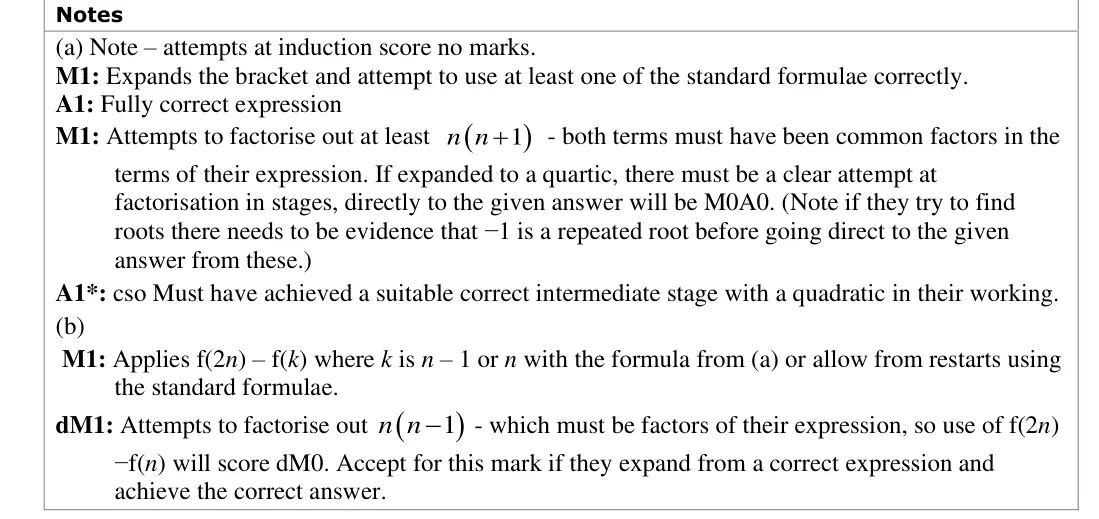 Notes
(a) Note – attempts at induction score no marks.
M1: Expands the bracket and attempt to use at least one of the standard formulae correctly.
A1: Fully correct expression
M1: Attempts to factorise out at least n(n+1) - both terms must have been common factors in the
terms of their expression. If expanded to a quartic, there must be a clear attempt at
factorisation in stages, directly to the given answer will be M0A0. (Note if they try to find
roots there needs to be evidence that −1 is a repeated root before going direct to the given
answer from these.)
A1*: cso Must have achieved a suitable correct intermediate stage with a quadratic in their working.
(b)
M1: Applies f(2n) – f(k) where k is n – 1 or n with the formula from (a) or allow from restarts using
the standard formulae.
dM1: Attempts to factorise out n(n−1) - which must be factors of their expression, so use of f(2n)
−f(n) will score dM0. Accept for this mark if they expand from a correct expression and
achieve the correct answer.